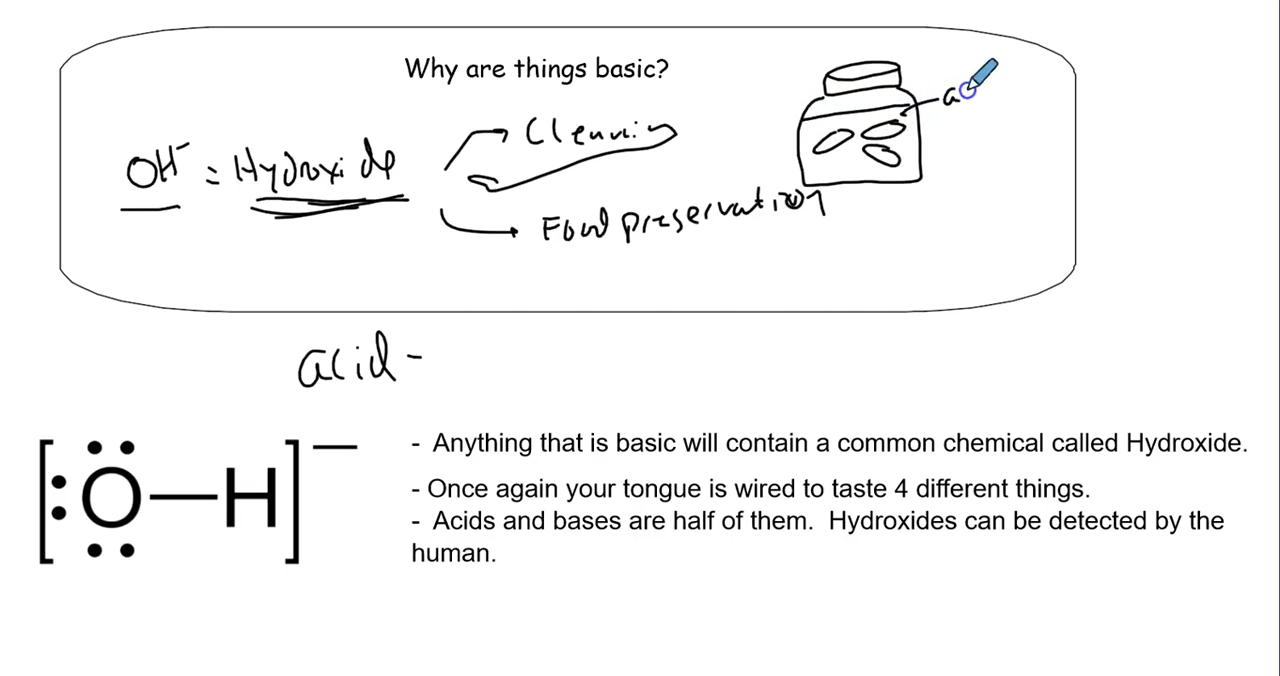 Why are things basic?
a
Cleaning
OH⁻ = Hydroxide
Food preservation
acid -
[:Ö—H]⁻
- Anything that is basic will contain a common chemical called Hydroxide.
- Once again your tongue is wired to taste 4 different things.
- Acids and bases are half of them. Hydroxides can be detected by the
human.